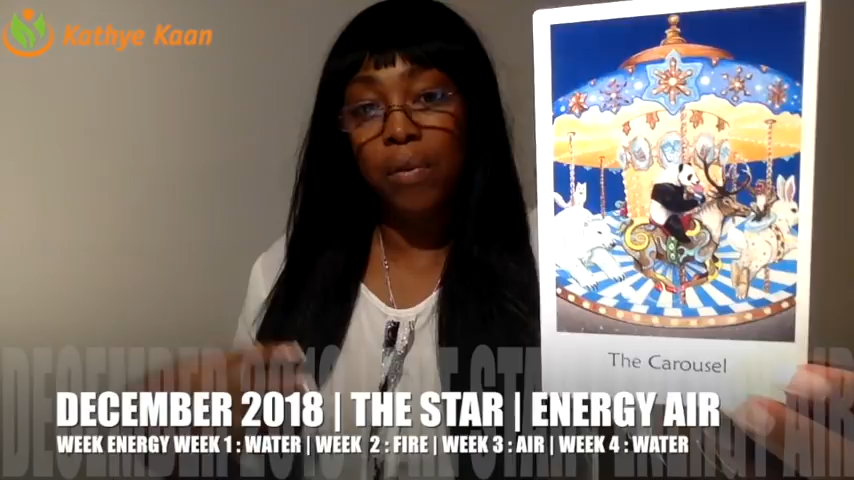 Kathye Kaan
The Carousel
DECEMBER 2018 | THE STAR | ENERGY AIR
WEEK ENERGY WEEK 1 : WATER | WEEK 2 : FIRE | WEEK 3 : AIR | WEEK 4 : WATER